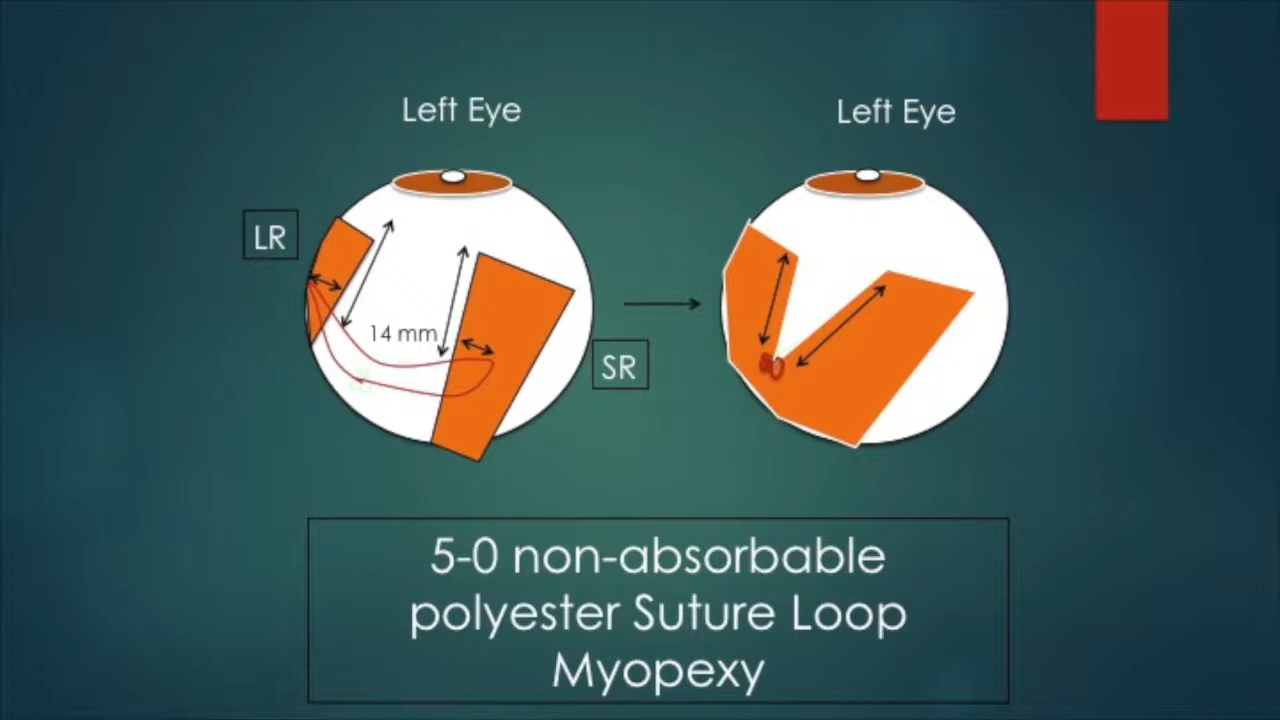 Left Eye
Left Eye
LR
14 mm
SR
5-0 non-absorbable
polyester Suture Loop
Myopexy